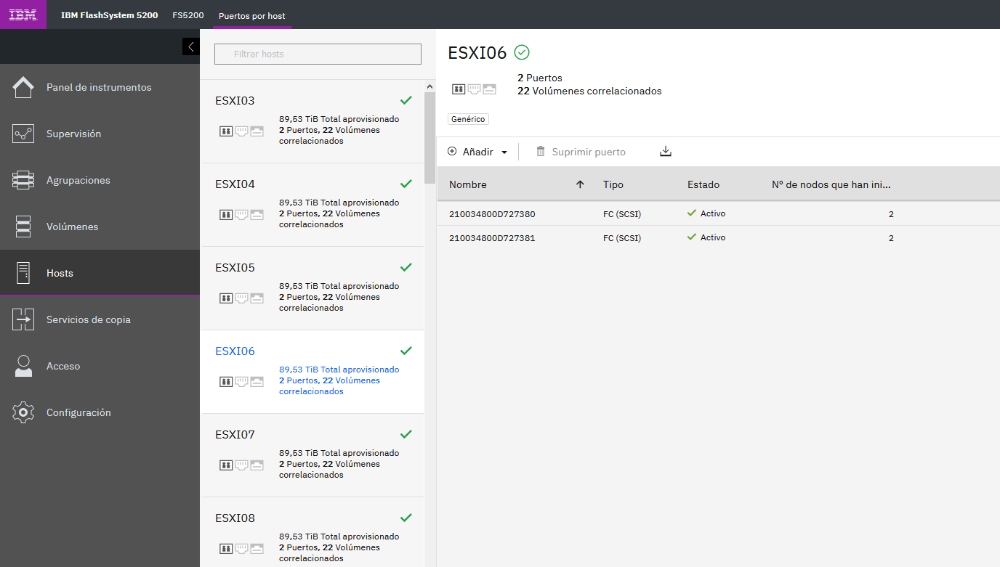 IBM
IBM FlashSystem 5200
FS5200
Puertos por host
Panel de instrumentos
Supervisión
Agrupaciones
Volúmenes
Hosts
Servicios de copia
Acceso
Configuración
Filtrar hosts
ESXI03
89,53 TiB Total aprovisionado
2 Puertos, 22 Volúmenes
correlacionados
ESXI04
89,53 TiB Total aprovisionado
2 Puertos, 22 Volúmenes
correlacionados
ESXI05
89,53 TiB Total aprovisionado
2 Puertos, 22 Volúmenes
correlacionados
ESXI06
89,53 TiB Total aprovisionado
2 Puertos, 22 Volúmenes
correlacionados
ESXI07
89,53 TiB Total aprovisionado
2 Puertos, 22 Volúmenes
correlacionados
ESXI08
89,53 TiB Total aprovisionado
2 Puertos, 22 Volúmenes
correlacionados
ESXI06
2 Puertos
22 Volúmenes correlacionados
Genérico
Añadir
Suprimir puerto
Nombre Tipo Estado Nº de nodos que han ini...
210034800D727380 FC (SCSI) Activo 2
210034800D727381 FC (SCSI) Activo 2